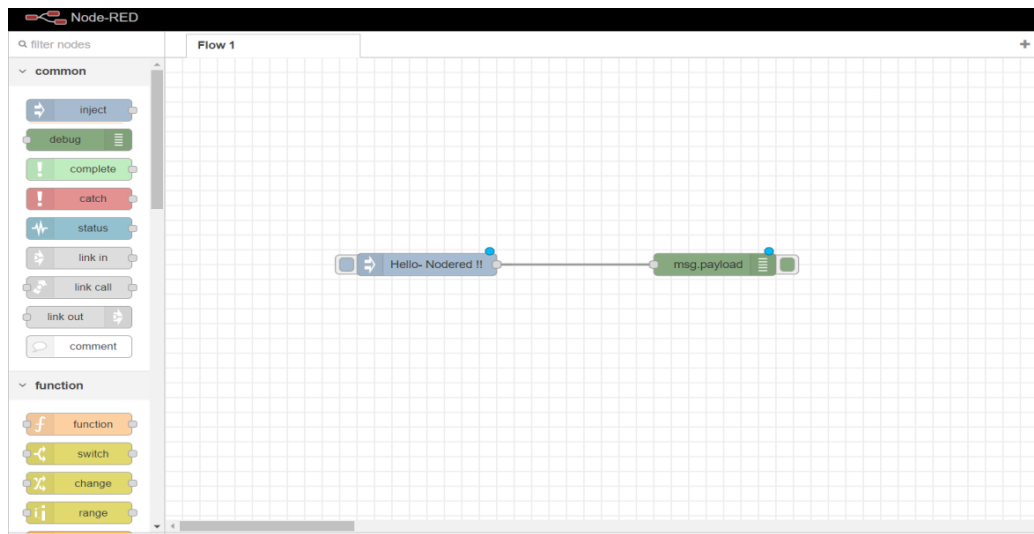 Node-RED
filter nodes
Flow 1
common
inject
debug
complete
catch
status
link in
link call
link out
comment
function
function
switch
change
range
Hello- Nodered !!
msg.payload